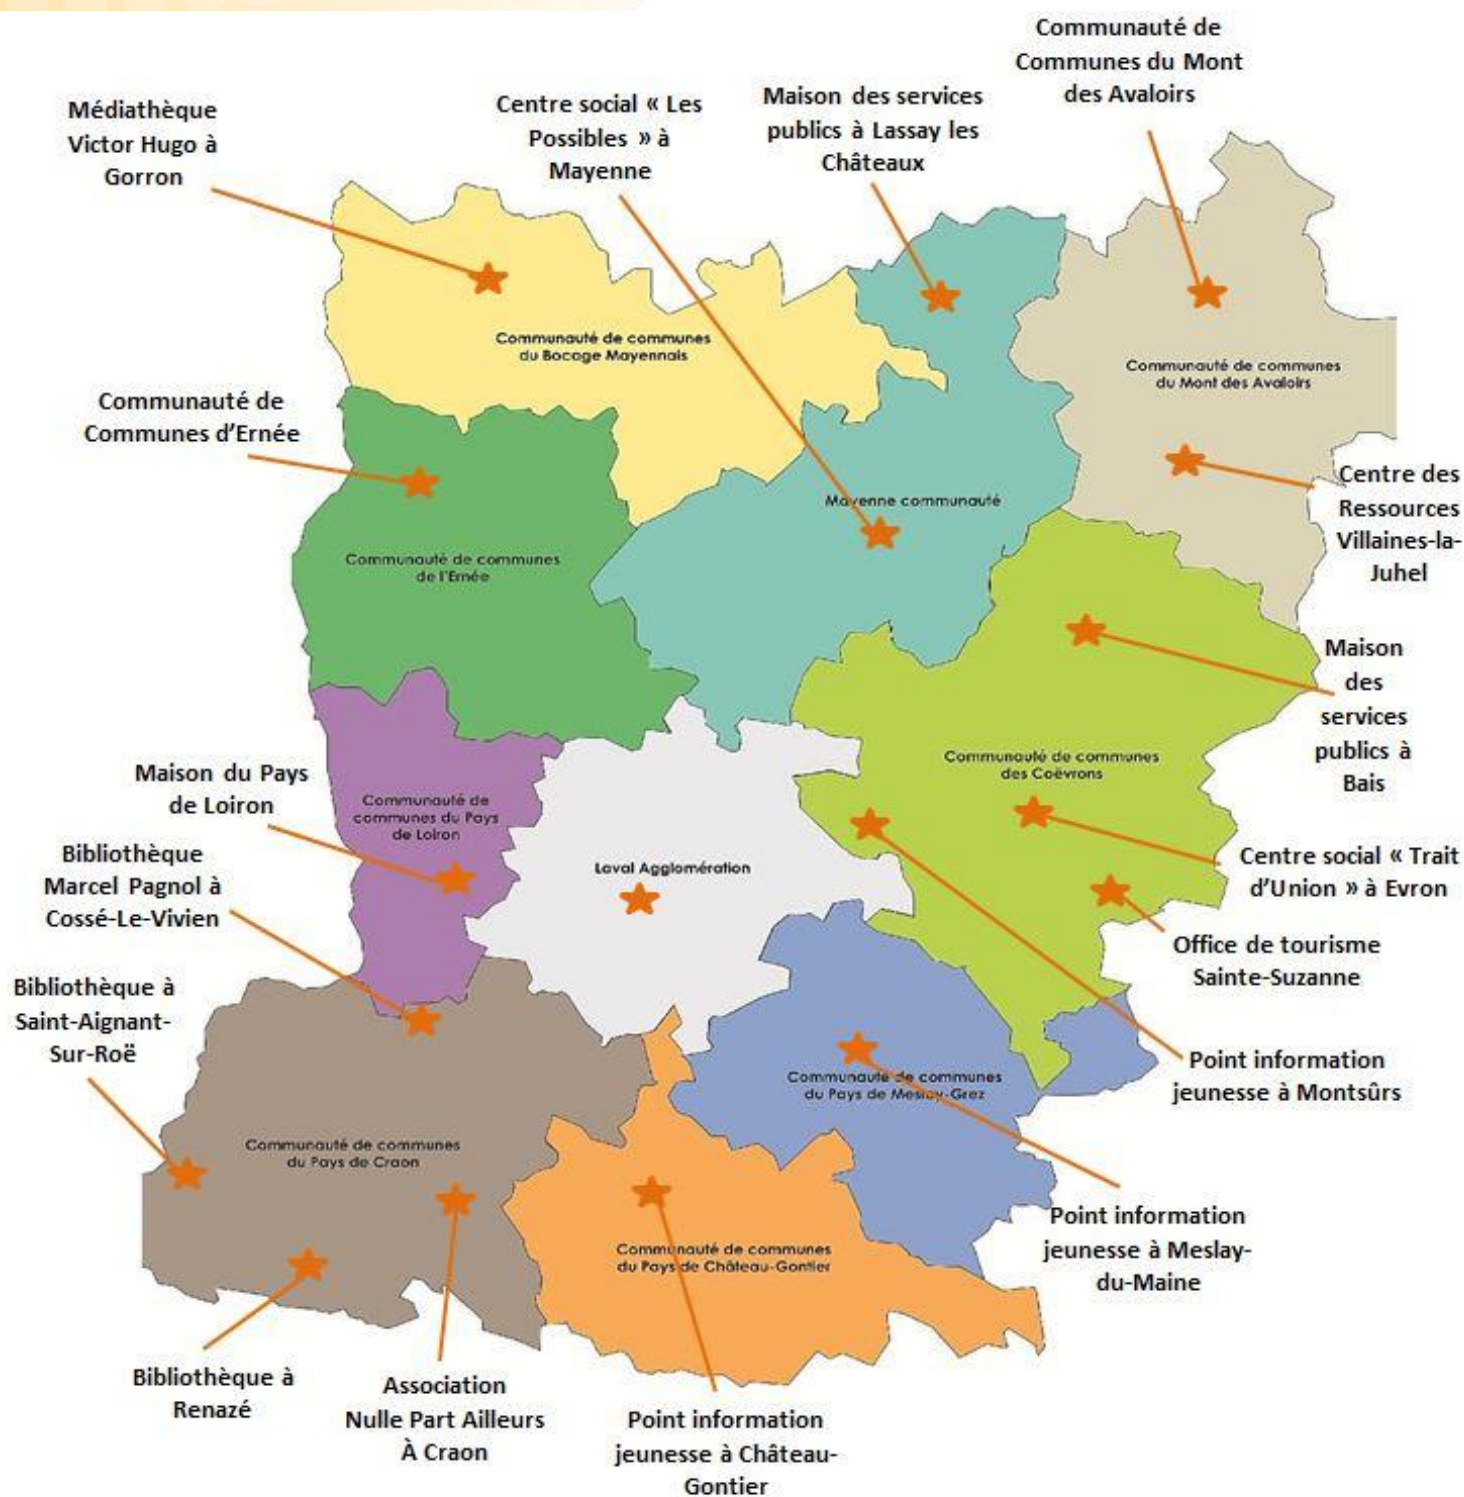 Communauté de
Communes du Mont
des Avaloirs
Médiathèque
Victor Hugo à
Gorron
Centre social « Les
Possibles » à
Mayenne
Maison des services
publics à Lassay les
Châteaux
Communauté de communes
du Bocage Mayennais
Communauté de communes
du Mont des Avaloirs
Communauté de
Communes d'Ernée
Centre des
Ressources
Villaines-la-
Juhel
Mayenne communauté
Communauté de communes
de l'Ernée
Maison
des
services
publics à
Bais
Communauté de communes
des Coëvrons
Maison du Pays
de Loiron
Communauté de
communes du Pays
de Loiron
Bibliothèque
Marcel Pagnol à
Cossé-Le-Vivien
Laval Agglomération
Centre social « Trait
d'Union » à Evron
Office de tourisme
Sainte-Suzanne
Bibliothèque à
Saint-Aignant-
Sur-Roë
Point information
jeunesse à Montsûrs
Communauté de communes
du Pays de Meslay-Grez
Communauté de communes
du Pays de Craon
Point information
jeunesse à Meslay-
du-Maine
Communauté de communes
du Pays de Château-Gontier
Bibliothèque à
Renazé
Association
Nulle Part Ailleurs
À Craon
Point information
jeunesse à Château-
Gontier